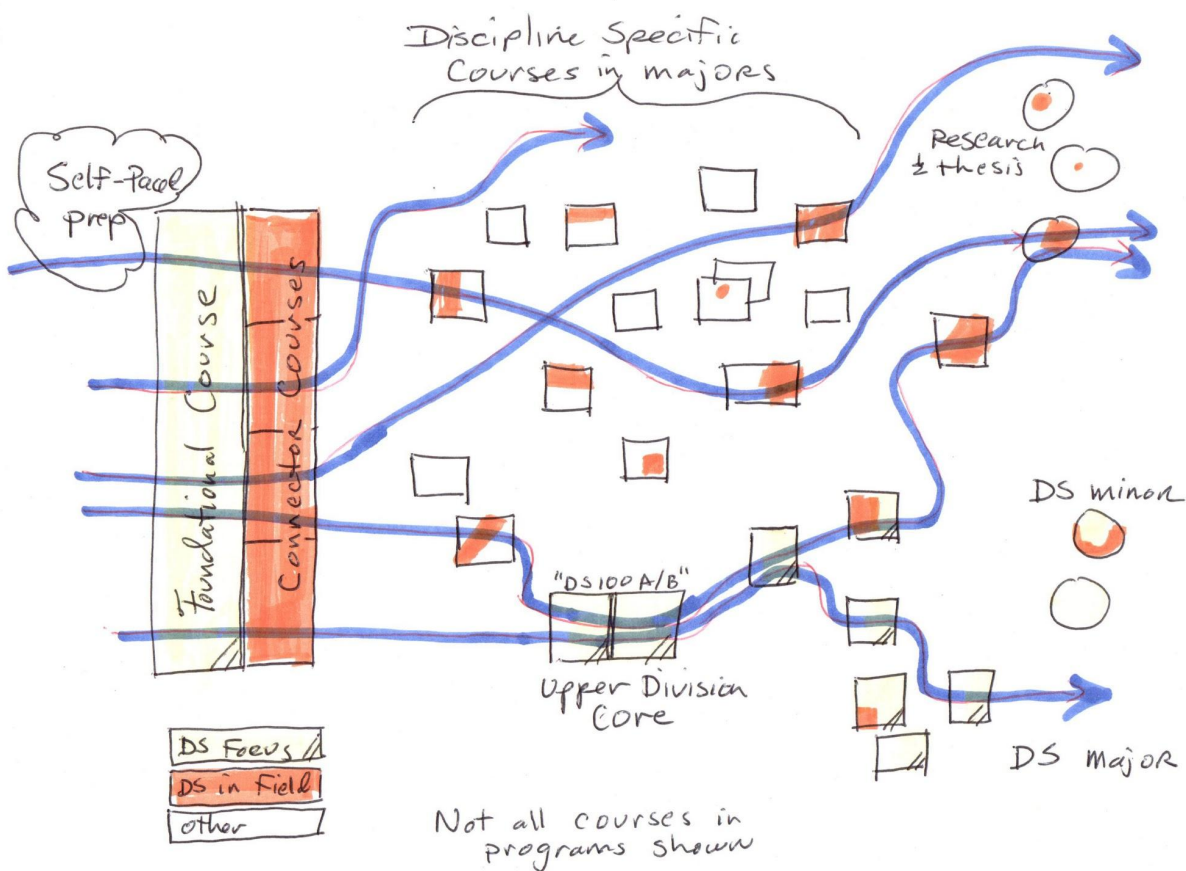 Discipline Specific
Courses in majors
Self-Paced
prep
Research
& thesis
Foundational Course
Connector Courses
DS minor
"DS100A/B"
Upper Division
Core
DS major
DS Focus
DS in Field
other
Not all courses in
programs shown